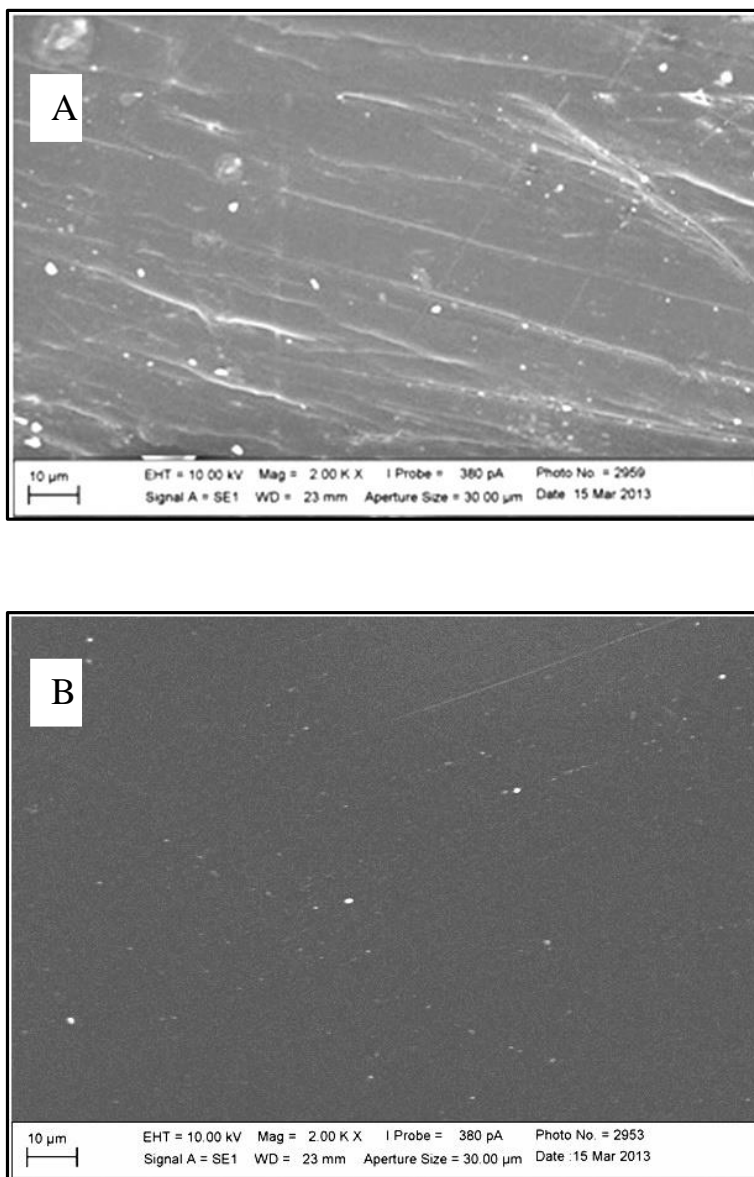 A
10 µm EHT = 10.00 kV Mag = 2.00 K X I Probe = 380 pA Photo No. = 2959
Signal A = SE1 WD = 23 mm Aperture Size = 30.00 µm Date 15 Mar 2013
B
10 µm EHT = 10.00 kV Mag = 2.00 K X I Probe = 380 pA Photo No. = 2953
Signal A = SE1 WD = 23 mm Aperture Size = 30.00 µm Date :15 Mar 2013